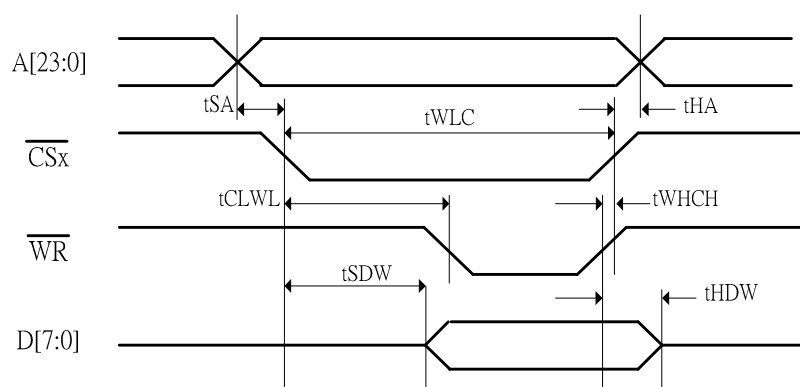 A[23:0]
tSA
tHA
tWLC
CSx
tCLWL
tWHCH
WR
tSDW
tHDW
D[7:0]